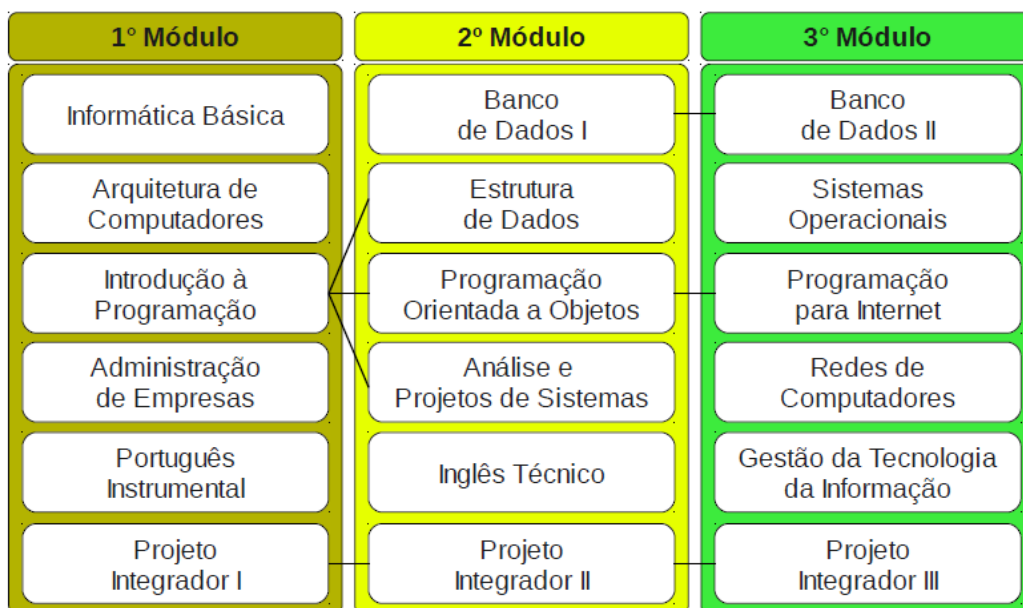 1° Módulo
Informática Básica
Arquitetura de
Computadores
Introdução à
Programação
Administração
de Empresas
Português
Instrumental
Projeto
Integrador I
2º Módulo
Banco
de Dados I
Estrutura
de Dados
Programação
Orientada a Objetos
Análise e
Projetos de Sistemas
Inglês Técnico
Projeto
Integrador II
3° Módulo
Banco
de Dados II
Sistemas
Operacionais
Programação
para Internet
Redes de
Computadores
Gestão da Tecnologia
da Informação
Projeto
Integrador III